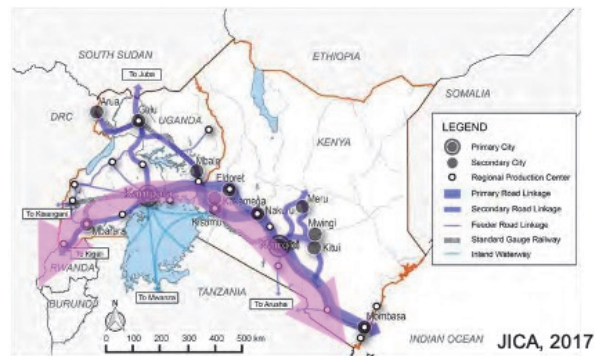 SOUTH SUDAN
ETHIOPIA
To Juba
SOMALIA
Arua
Gulu
DRC
UGANDA
KENYA
LEGEND
Primary City
Secondary City
Regional Production Center
Primary Road Linkage
Secondary Road Linkage
Feeder Road Linkage
Standard Gauge Railway
Inland Waterway
Mbale
Eldoret
Kampala
Kakamega
Meru
To Kisangani
Nakuru
Mwingi
Kisumu
Mbarara
Kitui
Nairobi
To Kigali
RWANDA
To Mwanza
TANZANIA
To Arusha
BURUNDI
Mombasa
N
0 100 200 300 400 500 km
INDIAN OCEAN
JICA, 2017